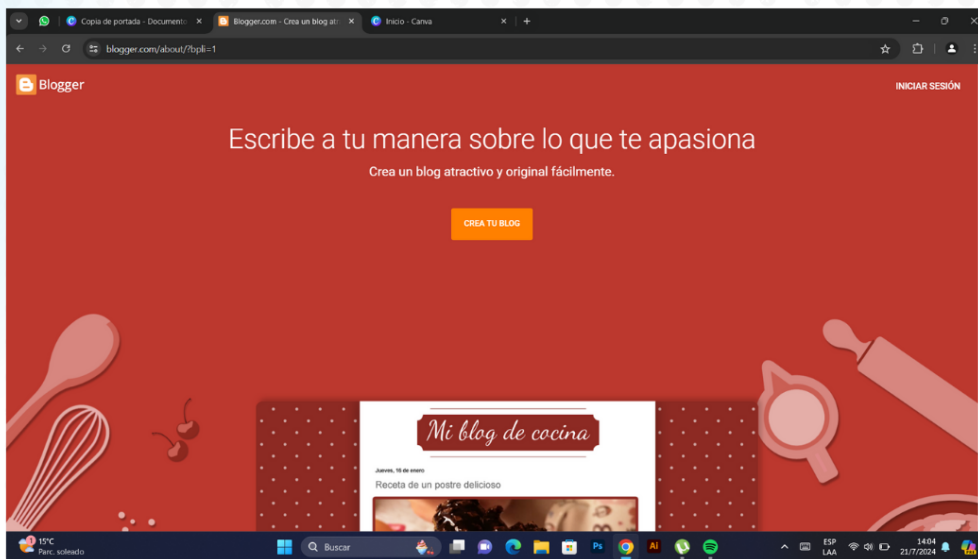 Copia de portada - Documento
Blogger.com - Crea un blog atr
Inicio - Canva
blogger.com/about/?bpli=1
Blogger
INICIAR SESIÓN
Escribe a tu manera sobre lo que te apasiona
Crea un blog atractivo y original fácilmente.
CREA TU BLOG
Mi blog de cocina
Jueves, 16 de enero
Receta de un postre delicioso
15°C
Parc. soleado
Buscar
Ps
Ai
ESP
LAA
14:04
21/7/2024